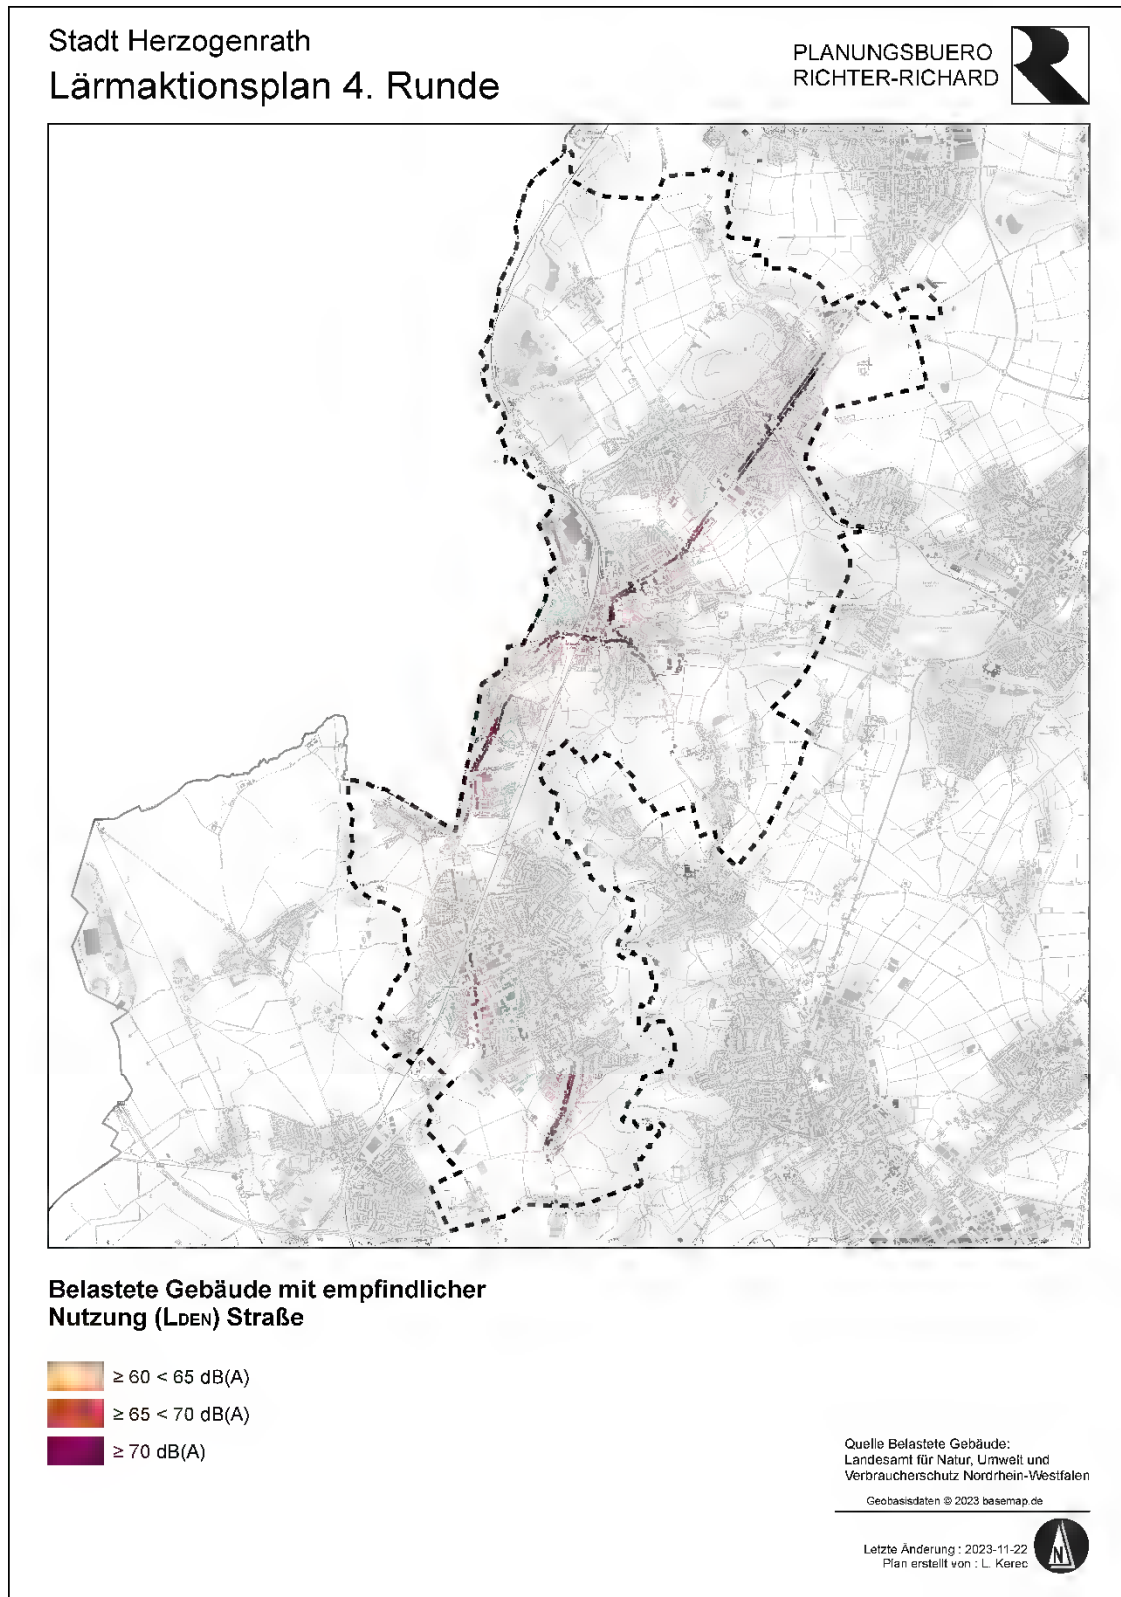 Stadt Herzogenrath
Lärmaktionsplan 4. Runde
PLANUNGSBUERO
RICHTER-RICHARD
Belastete Gebäude mit empfindlicher
Nutzung (LDEN) Straße
≥ 60 < 65 dB(A)
≥ 65 < 70 dB(A)
≥ 70 dB(A)
Quelle Belastete Gebäude:
Landesamt für Natur, Umwelt und
Verbraucherschutz Nordrhein-Westfalen
Geobasisdaten © 2023 basemap.de
Letzte Änderung : 2023-11-22
Plan erstellt von : L. Kerec
N